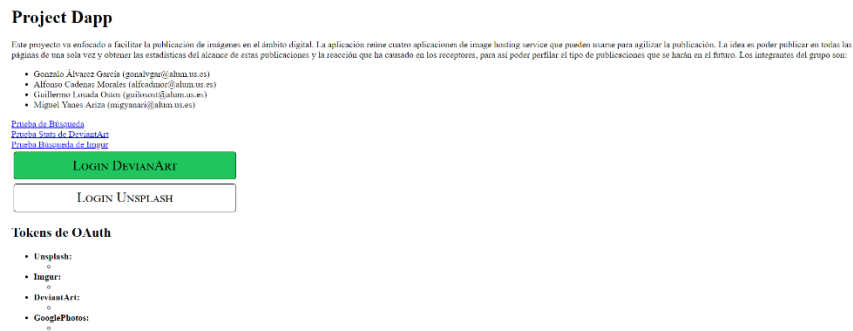 Project Dapp
Este proyecto va enfocado a facilitar la publicación de imágenes en el ámbito digital. La aplicación reúne cuatro aplicaciones de image hosting service que pueden usarse para agilizar la publicación. La idea es poder publicar en todas las
páginas de una sola vez y obtener las estadísticas del alcance de estas publicaciones y la reacción que ha causado en los receptores, para así poder perfilar el tipo de publicaciones que se harán en el futuro. Los integrantes del grupo son:
Gonzalo Álvarez García (gonalvgar@alum.us.es)
Alfonso Cadenas Morales (alfcadmor@alum.us.es)
Guillermo Losada Ostos (guilosost@alum.us.es)
Miguel Yanes Ariza (migyanari@alum.us.es)
Prueba de Búsqueda
Prueba Stats de DeviantArt
Prueba Búsqueda de Imgur
Login DevianArt
Login Unsplash
Tokens de OAuth
Unsplash:
Imgur:
DeviantArt:
GooglePhotos: